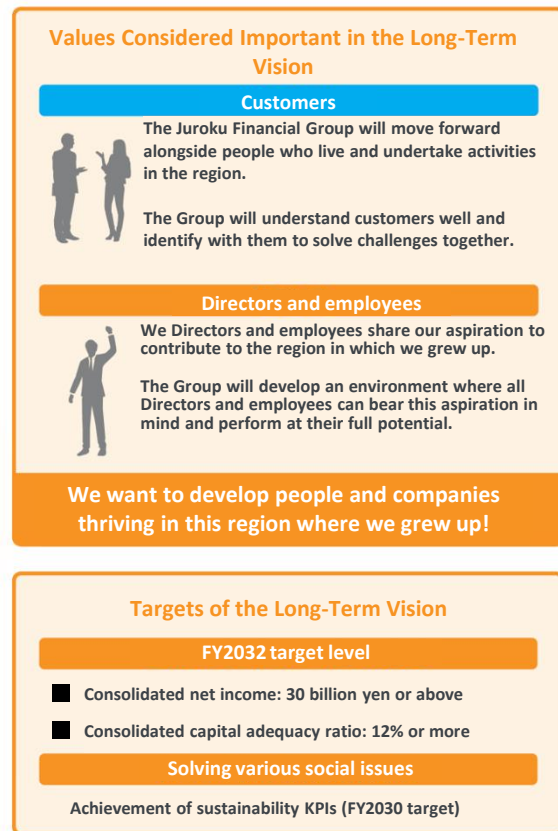 Values Considered Important in the Long-Term
Vision
Customers
The Juroku Financial Group will move forward
alongside people who live and undertake activities
in the region.
The Group will understand customers well and
identify with them to solve challenges together.
Directors and employees
We Directors and employees share our aspiration to
contribute to the region in which we grew up.
The Group will develop an environment where all
Directors and employees can bear this aspiration in
mind and perform at their full potential.
We want to develop people and companies
thriving in this region where we grew up!
Targets of the Long-Term Vision
FY2032 target level
Consolidated net income: 30 billion yen or above
Consolidated capital adequacy ratio: 12% or more
Solving various social issues
Achievement of sustainability KPIs (FY2030 target)